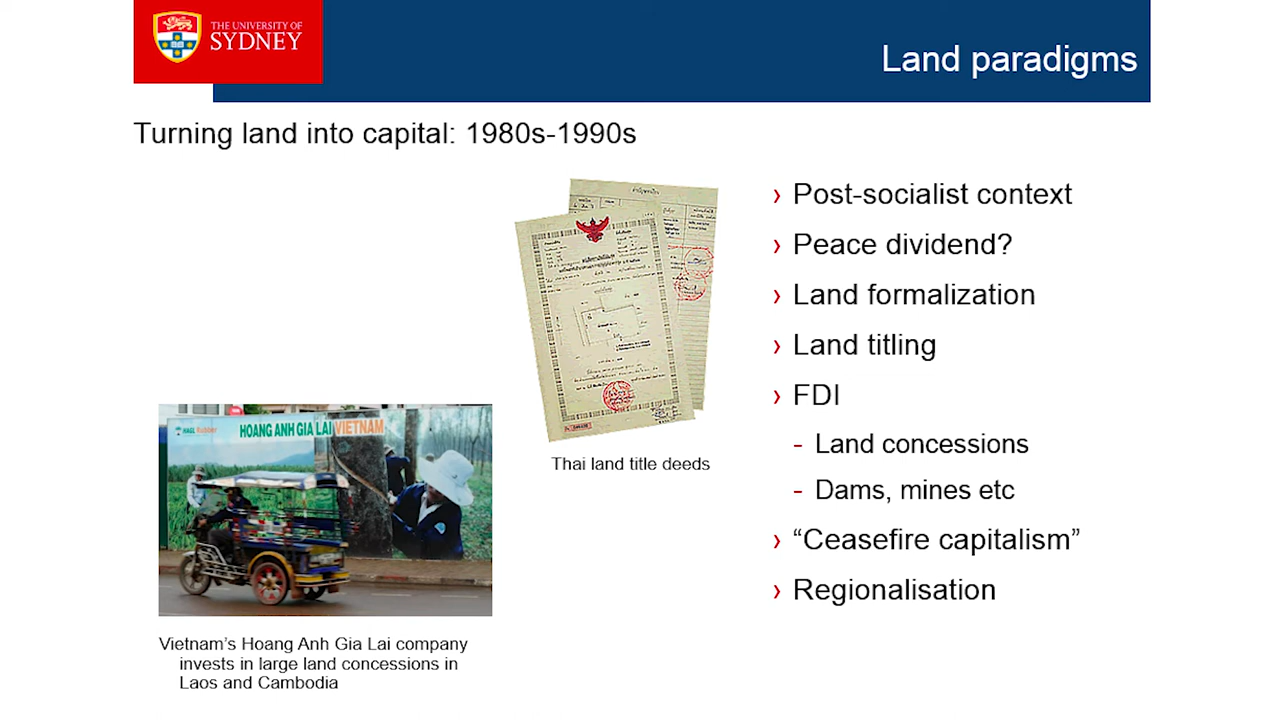 THE UNIVERSITY OF
SYDNEY
Land paradigms
Turning land into capital: 1980s-1990s
› Post-socialist context
› Peace dividend?
› Land formalization
› Land titling
› FDI
- Land concessions
- Dams, mines etc
› “Ceasefire capitalism”
› Regionalisation
Thai land title deeds
HAGL Rubber
HOANG ANH GIA LAI VIETNAM
Vietnam’s Hoang Anh Gia Lai company
invests in large land concessions in
Laos and Cambodia